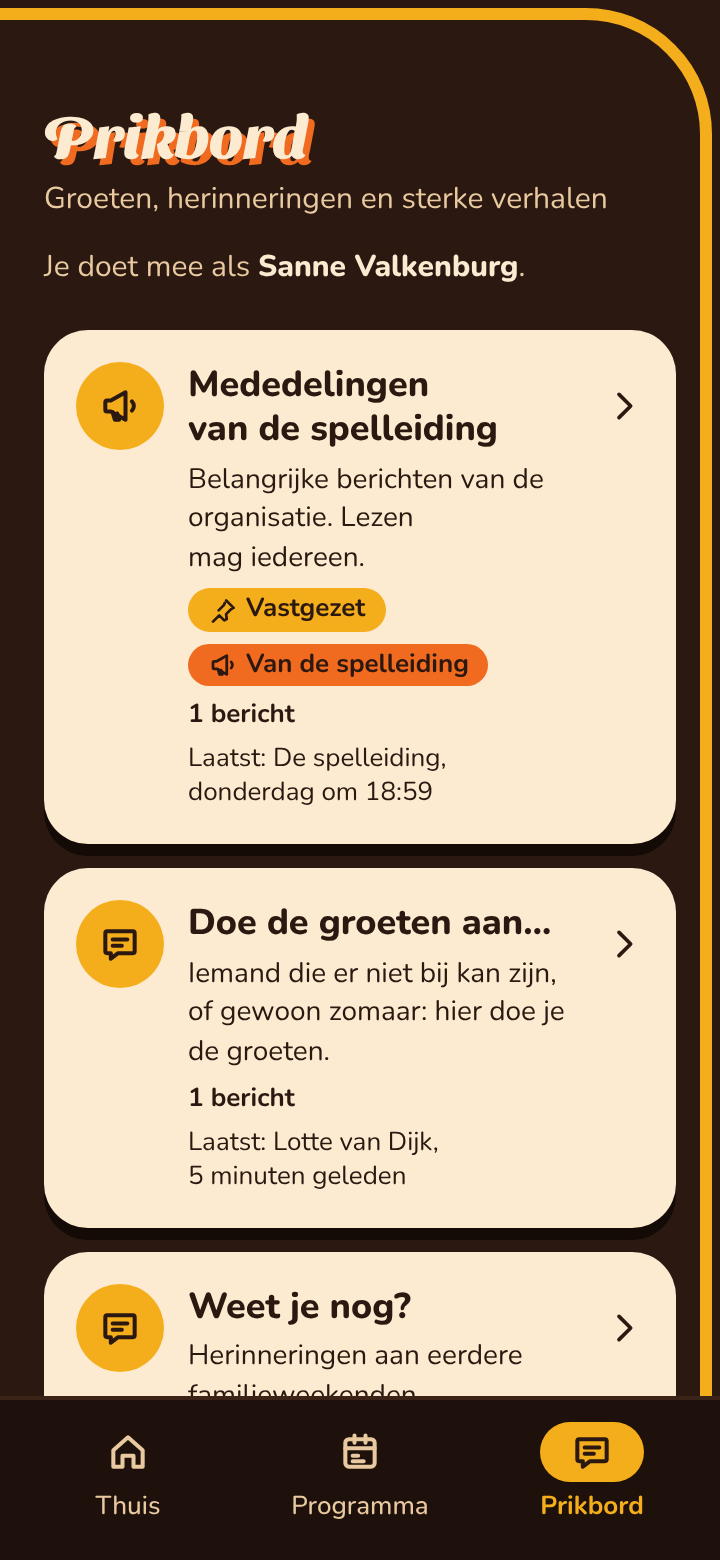 Prikbord
Groeten, herinneringen en sterke verhalen
Je doet mee als Sanne Valkenburg.
Mededelingen
van de spelleiding
Belangrijke berichten van de
organisatie. Lezen
mag iedereen.
Vastgezet
Van de spelleiding
1 bericht
Laatst: De spelleiding,
donderdag om 18:59
Doe de groeten aan...
Iemand die er niet bij kan zijn,
of gewoon zomaar: hier doe je
de groeten.
1 bericht
Laatst: Lotte van Dijk,
5 minuten geleden
Weet je nog?
Herinneringen aan eerdere
familieweekenden
Thuis
Programma
Prikbord